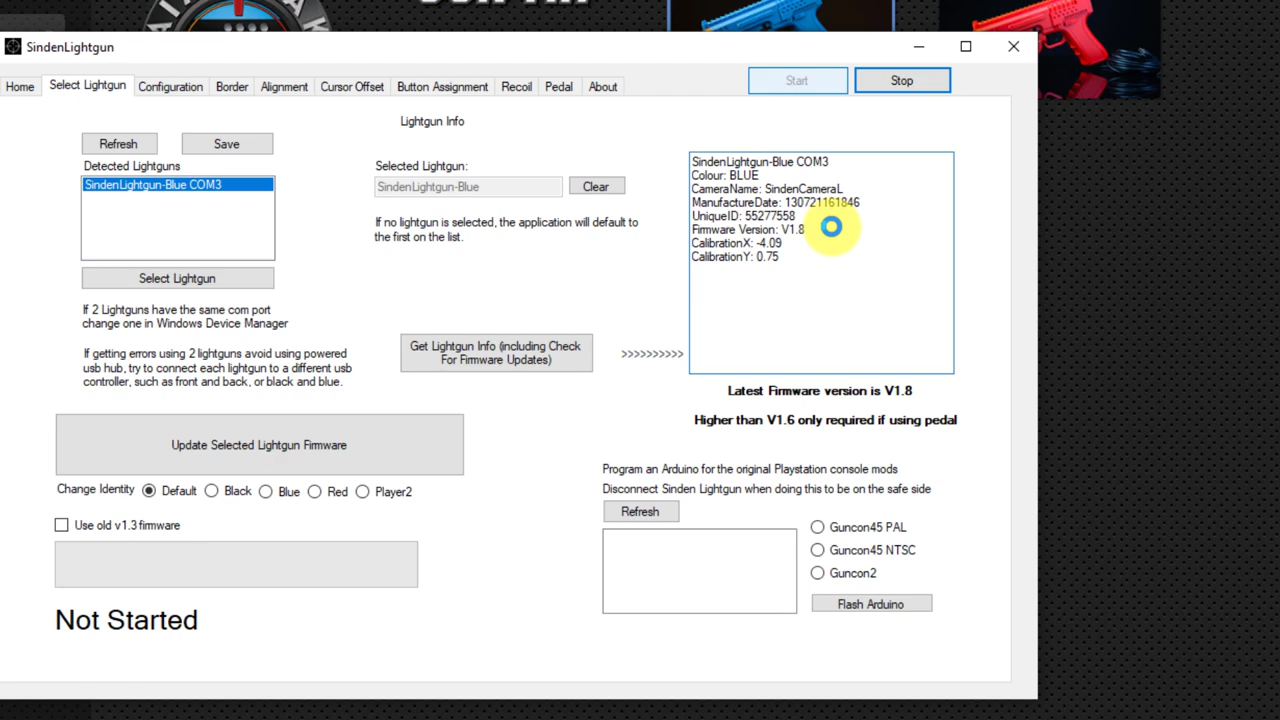 SindenLightgun
Home
Select Lightgun
Configuration
Border
Alignment
Cursor Offset
Button Assignment
Recoil
Pedal
About
Start
Stop
Lightgun Info
Refresh
Save
Detected Lightguns
SindenLightgun-Blue COM3
Select Lightgun
If 2 Lightguns have the same com port
change one in Windows Device Manager
If getting errors using 2 lightguns avoid using powered
usb hub, try to connect each lightgun to a different usb
controller, such as front and back, or black and blue.
Selected Lightgun:
SindenLightgun-Blue
Clear
If no lightgun is selected, the application will default to
the first on the list.
Get Lightgun Info (including Check
For Firmware Updates)
>>>>>>>>>>
SindenLightgun-Blue COM3
Colour: BLUE
CameraName: SindenCameraL
ManufactureDate: 130721161846
UniqueID: 55277558
Firmware Version: V1.8
CalibrationX: -4.09
CalibrationY: 0.75
Latest Firmware version is V1.8
Higher than V1.6 only required if using pedal
Update Selected Lightgun Firmware
Change Identity
Default
Black
Blue
Red
Player2
Use old v1.3 firmware
Not Started
Program an Arduino for the original Playstation console mods
Disconnect Sinden Lightgun when doing this to be on the safe side
Refresh
Guncon45 PAL
Guncon45 NTSC
Guncon2
Flash Arduino